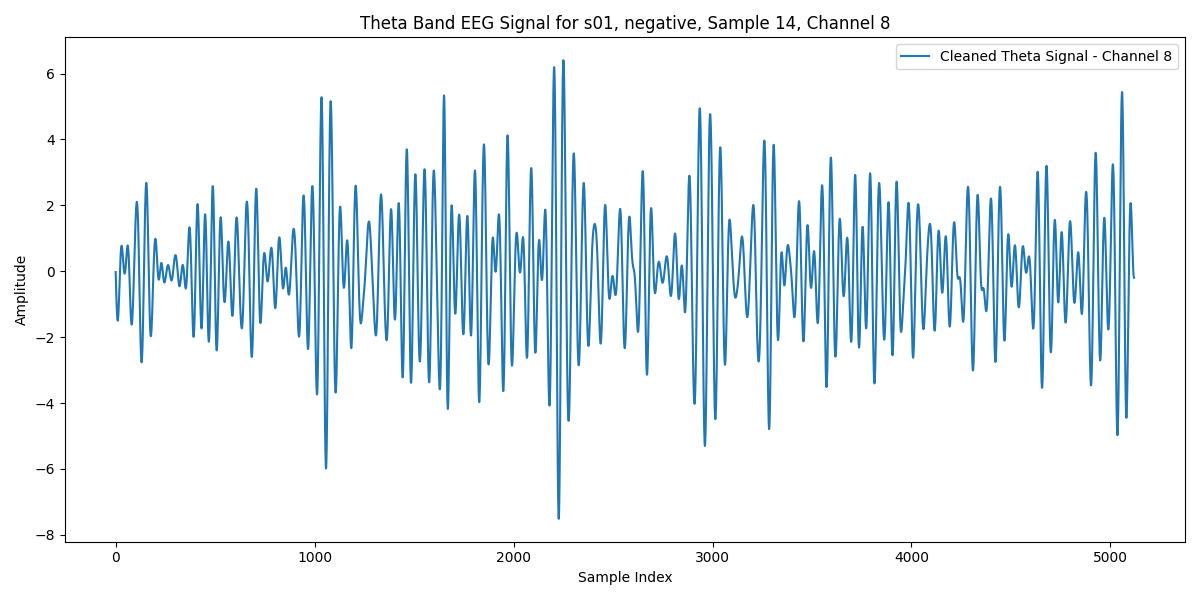 Theta Band EEG Signal for s01, negative, Sample 14, Channel 8
Cleaned Theta Signal - Channel 8
Amplitude
6
4
2
0
−2
−4
−6
−8
0 1000 2000 3000 4000 5000
Sample Index